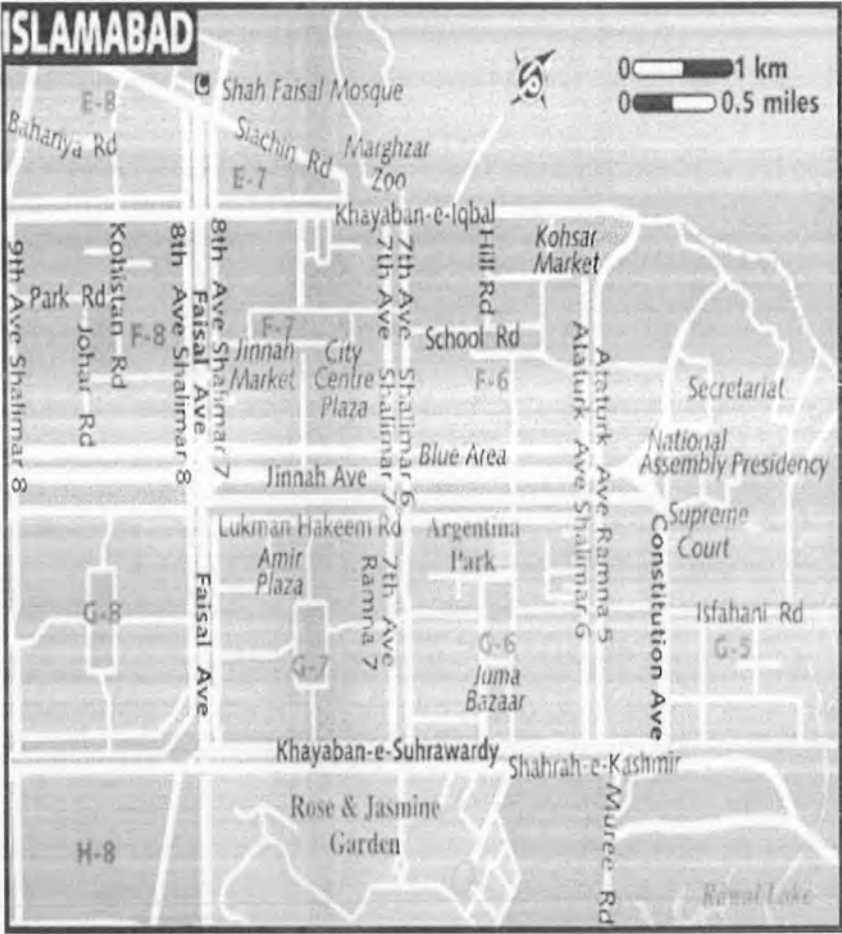 ISLAMABAD
0 1 km
0 0.5 miles
Shah Faisal Mosque
E-8
Bahariya Rd
Siachin Rd
E-7
Marghzar
Zoo
Khayaban-e-Iqbal
9th Ave Shalimar 8
Kohistan Rd
8th Ave Shalimar 8
Faisal Ave
8th Ave Shalimar 7
7th Ave Shalimar 7
7th Ave Shalimar 6
Hill Rd
Kohsar
Market
Park Rd
Johar Rd
F-8
F-7
Jinnah
Market
City
Centre
Plaza
School Rd
F-6
Ataturk Ave Shalimar 6
Ataturk Ave Ramna 5
Secretariat
National
Assembly Presidency
Blue Area
Jinnah Ave
Supreme
Court
Constitution Ave
Lukman Hakeem Rd
Amir
Plaza
7th Ave
Ramna 7
Argentina
Park
Faisal Ave
G-8
G-7
G-6
Juma
Bazaar
Isfahani Rd
G-5
Khayaban-e-Suhrawardy
Shahrah-e-Kashmir
Rose & Jasmine
Garden
H-8
Muree Rd
Rawal Lake